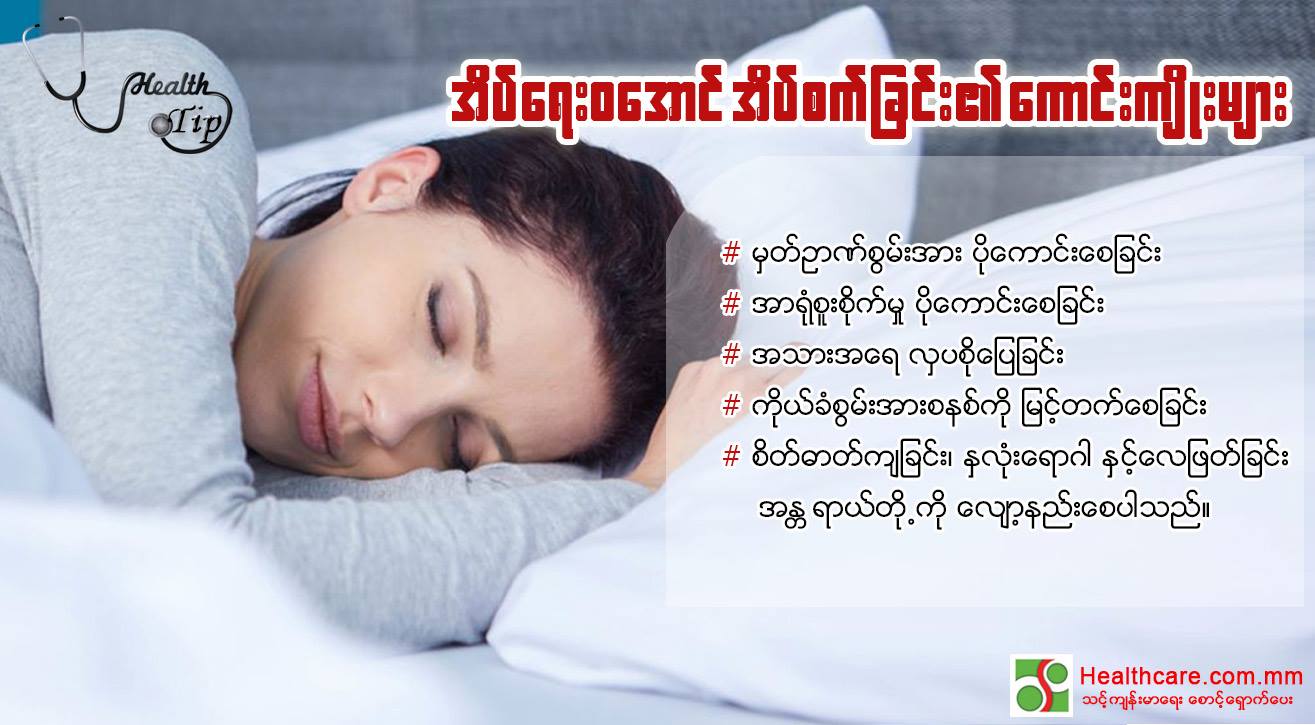 Health
Tip
အိပ်ရေးဝအောင် အိပ်စက်ခြင်း၏ ကောင်းကျိုးများ
# မှတ်ဉာဏ်စွမ်းအား ပိုကောင်းစေခြင်း
# အာရုံစူးစိုက်မှု ပိုကောင်းစေခြင်း
# အသားအရေ လှပစိုပြေခြင်း
# ကိုယ်ခံစွမ်းအားစနစ်ကို မြင့်တက်စေခြင်း
# စိတ်ဓာတ်ကျခြင်း၊ နှလုံးရောဂါ နှင့်လေဖြတ်ခြင်း
အန္တရာယ်တို့ကို လျော့နည်းစေပါသည်။
Healthcare.com.mm
သင့်ကျန်းမာရေး စောင့်ရှောက်ပေး